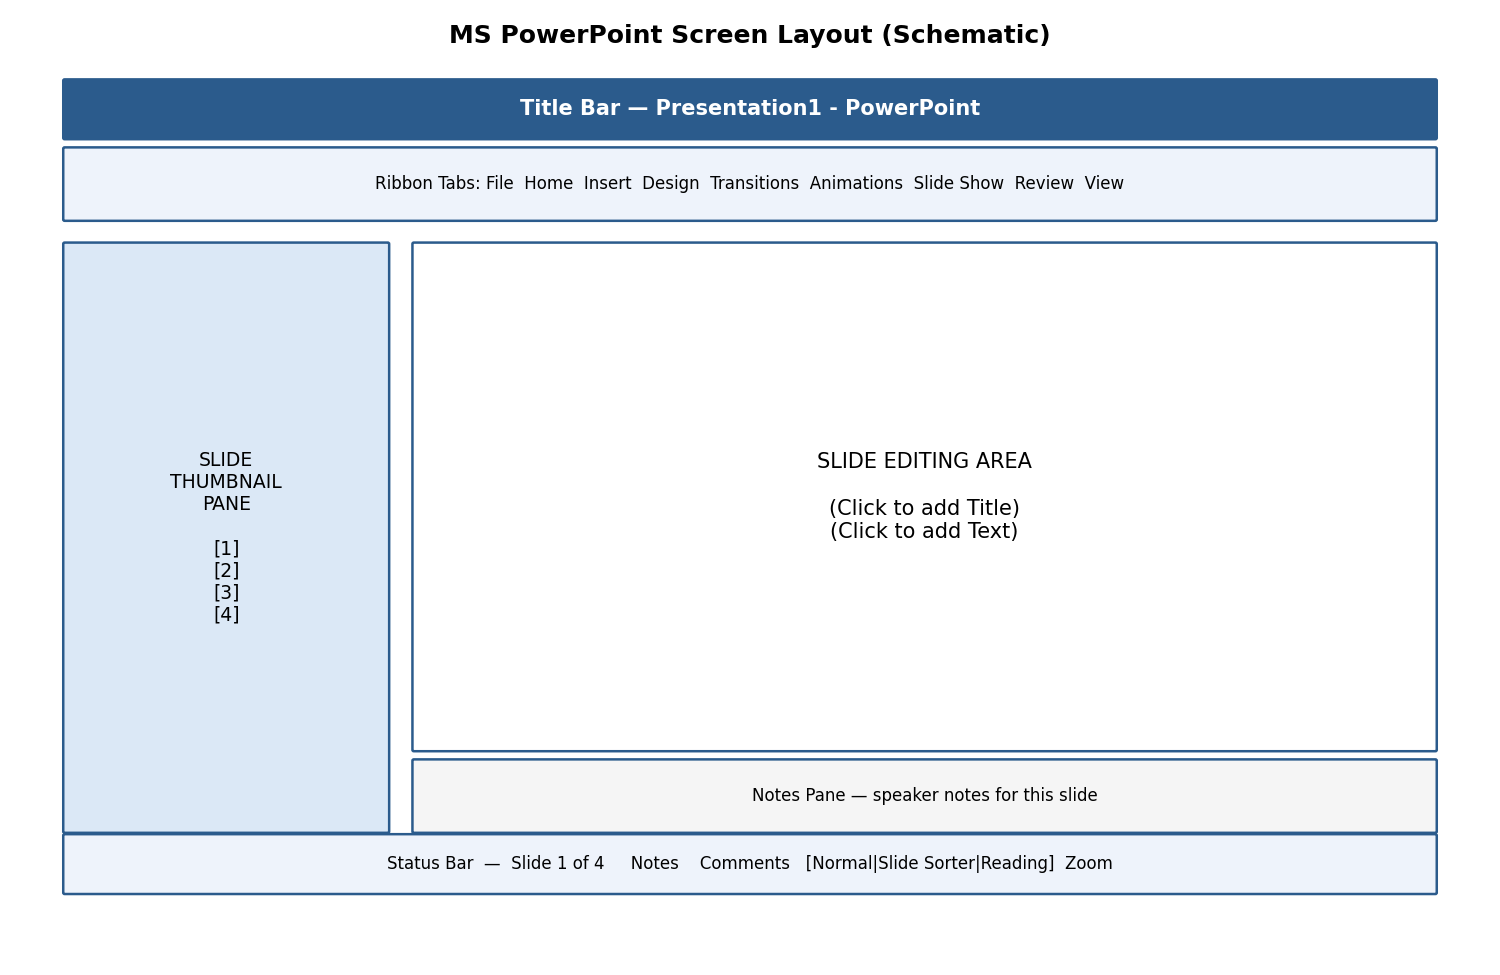 MS PowerPoint Screen Layout (Schematic)
Title Bar — Presentation1 - PowerPoint
Ribbon Tabs: File  Home  Insert  Design  Transitions  Animations  Slide Show  Review  View
SLIDE
THUMBNAIL
PANE
[1]
[2]
[3]
[4]
SLIDE EDITING AREA
(Click to add Title)
(Click to add Text)
Notes Pane — speaker notes for this slide
Status Bar  —  Slide 1 of 4     Notes    Comments   [Normal|Slide Sorter|Reading]  Zoom